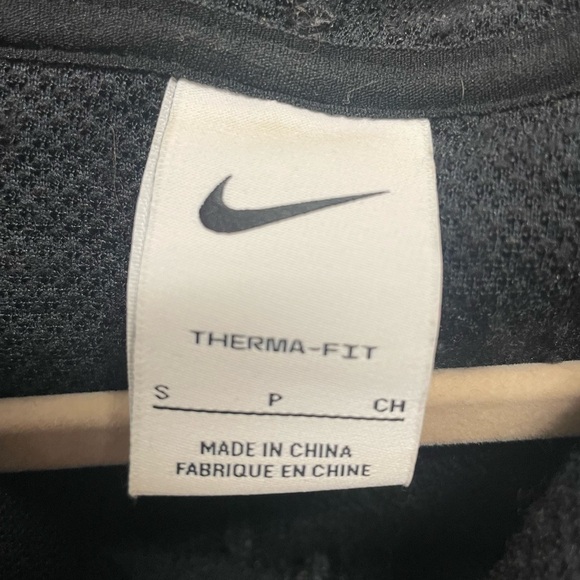 THERMA-FIT
S P CH
MADE IN CHINA
FABRIQUE EN CHINE